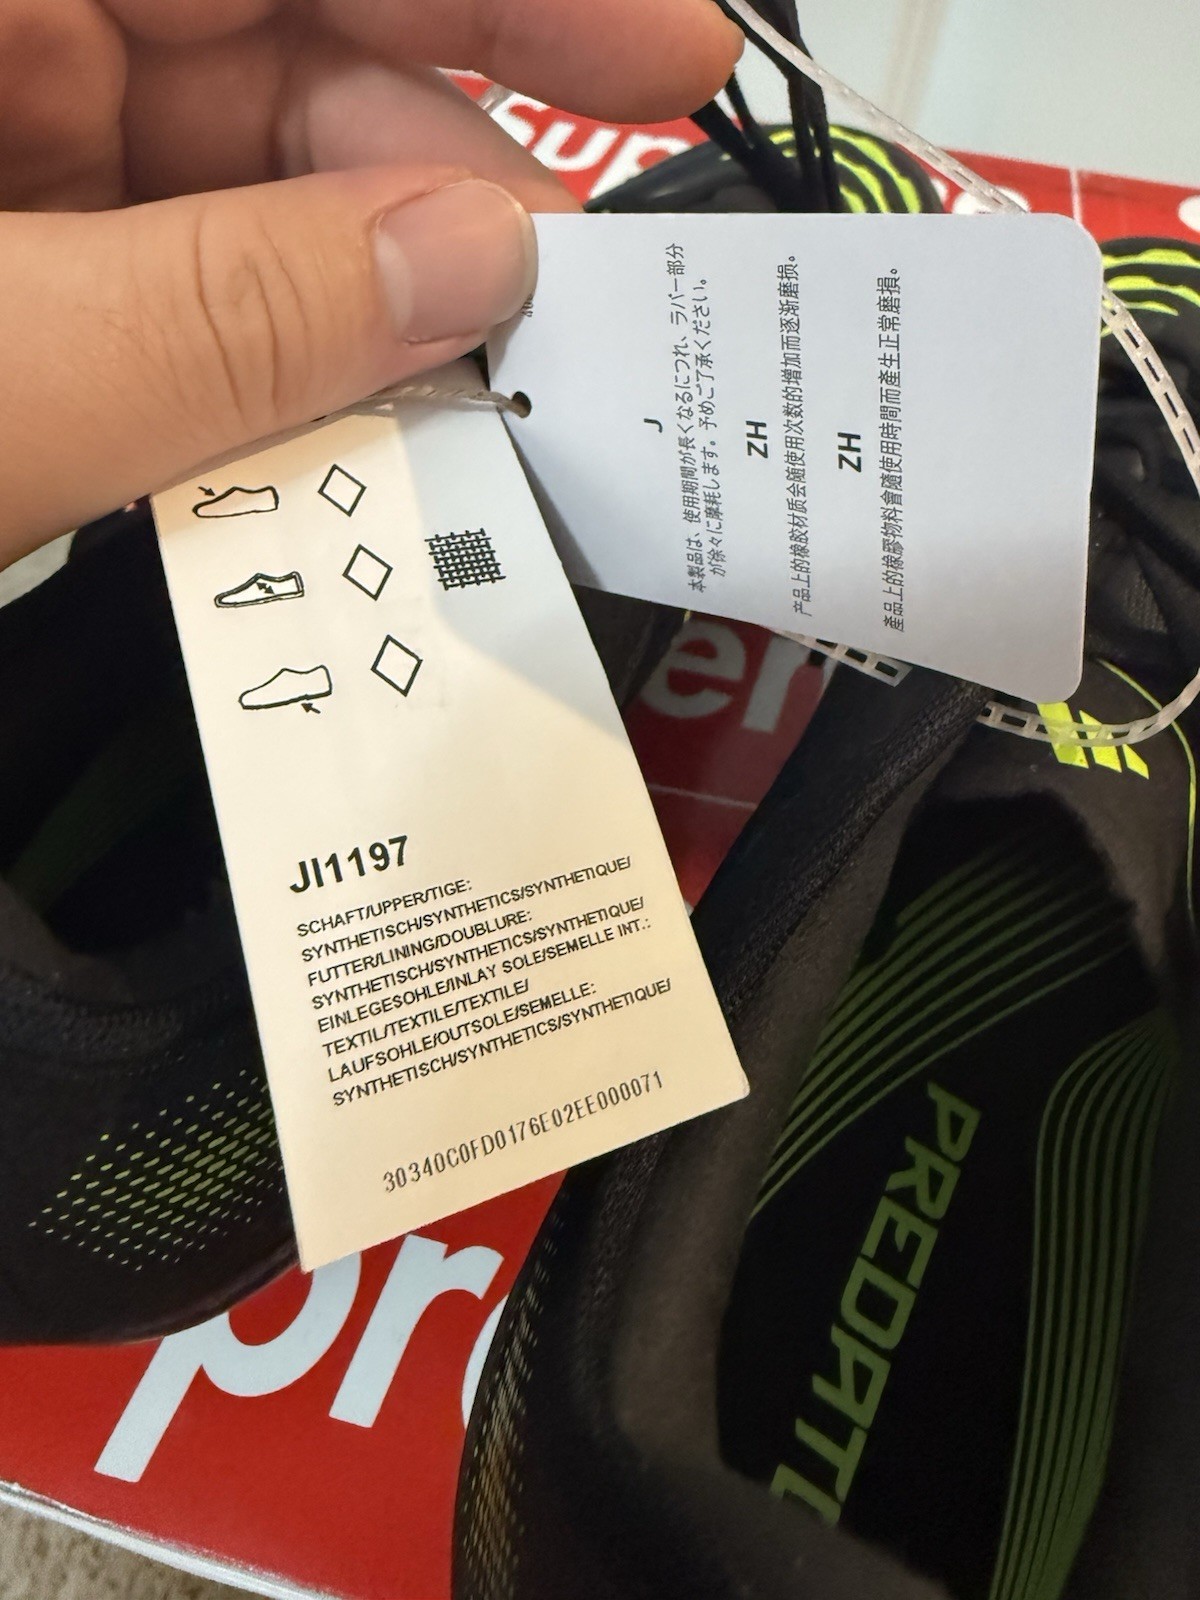 本製品は、使用期間が長くなるにつれ、ラバー部分
が徐々に摩耗します。予めご了承ください。
J
产品上的橡胶材质会随使用次数的增加而逐渐磨损。
ZH
產品上的橡膠物料會隨使用時間而產生正常磨損。
ZH
JI1197
SCHAFT/UPPER/TIGE:
SYNTHETISCH/SYNTHETICS/SYNTHETIQUE/
FUTTER/LINING/DOUBLURE:
SYNTHETISCH/SYNTHETICS/SYNTHETIQUE/
EINLEGESOHLE/INLAY SOLE/SEMELLE INT.:
TEXTIL/TEXTILE/TEXTILE/
LAUFSOHLE/OUTSOLE/SEMELLE:
SYNTHETISCH/SYNTHETICS/SYNTHETIQUE/
30340C0FD0176E02EE000071
PREDAT
Sup
er
pr